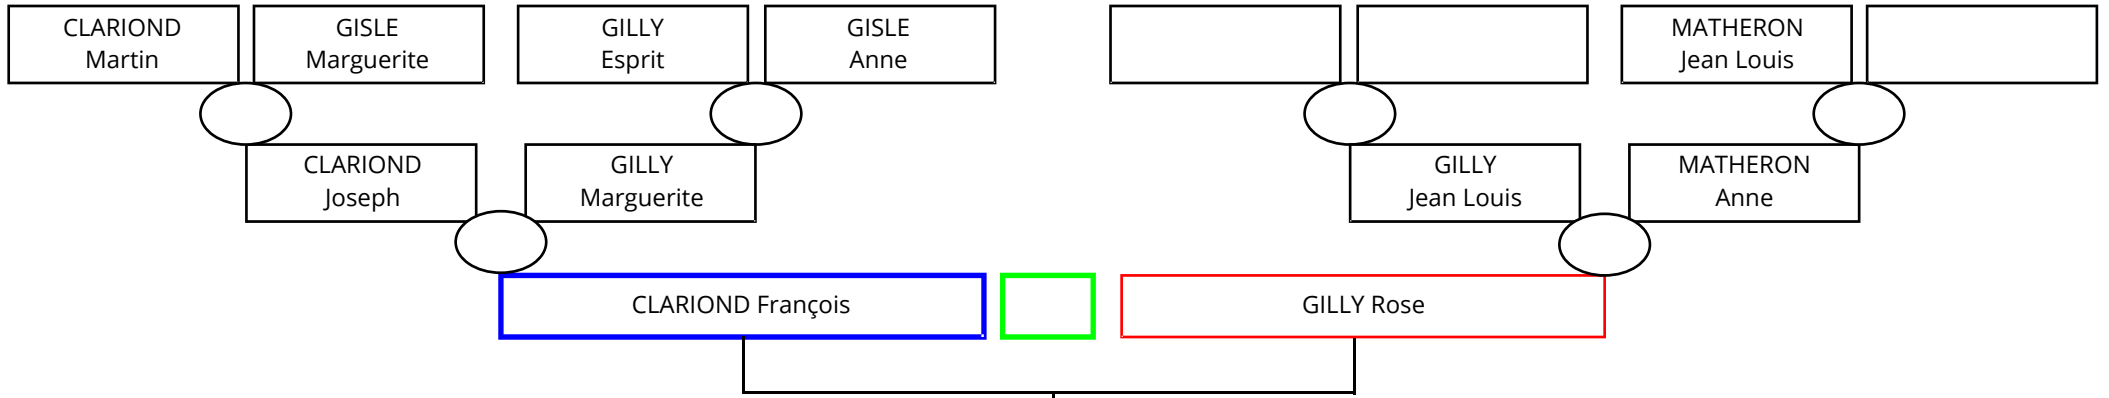 CLARIOND
Martin
GISLE
Marguerite
GILLY
Esprit
GISLE
Anne
MATHERON
Jean Louis
CLARIOND
Joseph
GILLY
Marguerite
GILLY
Jean Louis
MATHERON
Anne
CLARIOND François
GILLY Rose